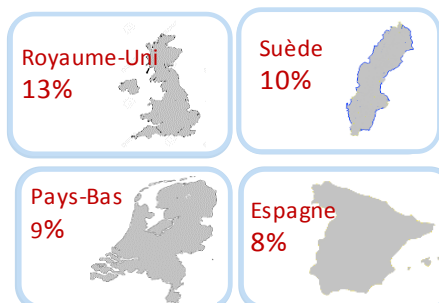 Royaume-Uni
13%
Suède
10%
Pays-Bas
9%
Espagne
8%